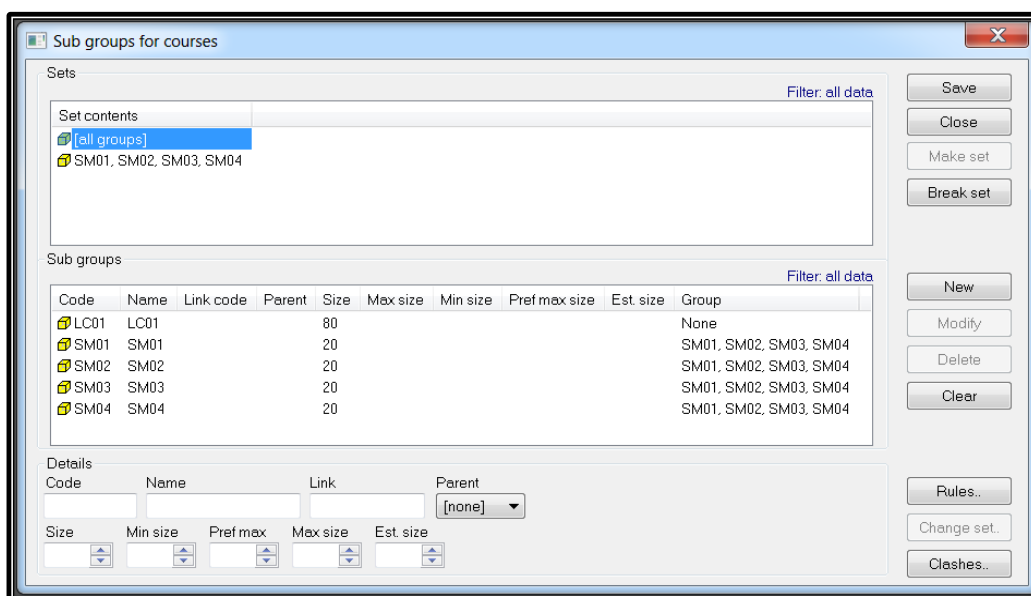 Sub groups for courses
Sets
Filter: all data
Save
Set contents
Close
[all groups]
Make set
SM01, SM02, SM03, SM04
Break set
Sub groups
Filter: all data
New
Code Name Link code Parent Size Max size Min size Pref max size Est. size Group
LC01 LC01 80 None
Modify
SM01 SM01 20 SM01, SM02, SM03, SM04
SM02 SM02 20 SM01, SM02, SM03, SM04
Delete
SM03 SM03 20 SM01, SM02, SM03, SM04
Clear
SM04 SM04 20 SM01, SM02, SM03, SM04
Details
Code Name Link Parent
Rules..
[none]
Change set..
Size Min size Pref max Max size Est. size
Clashes..